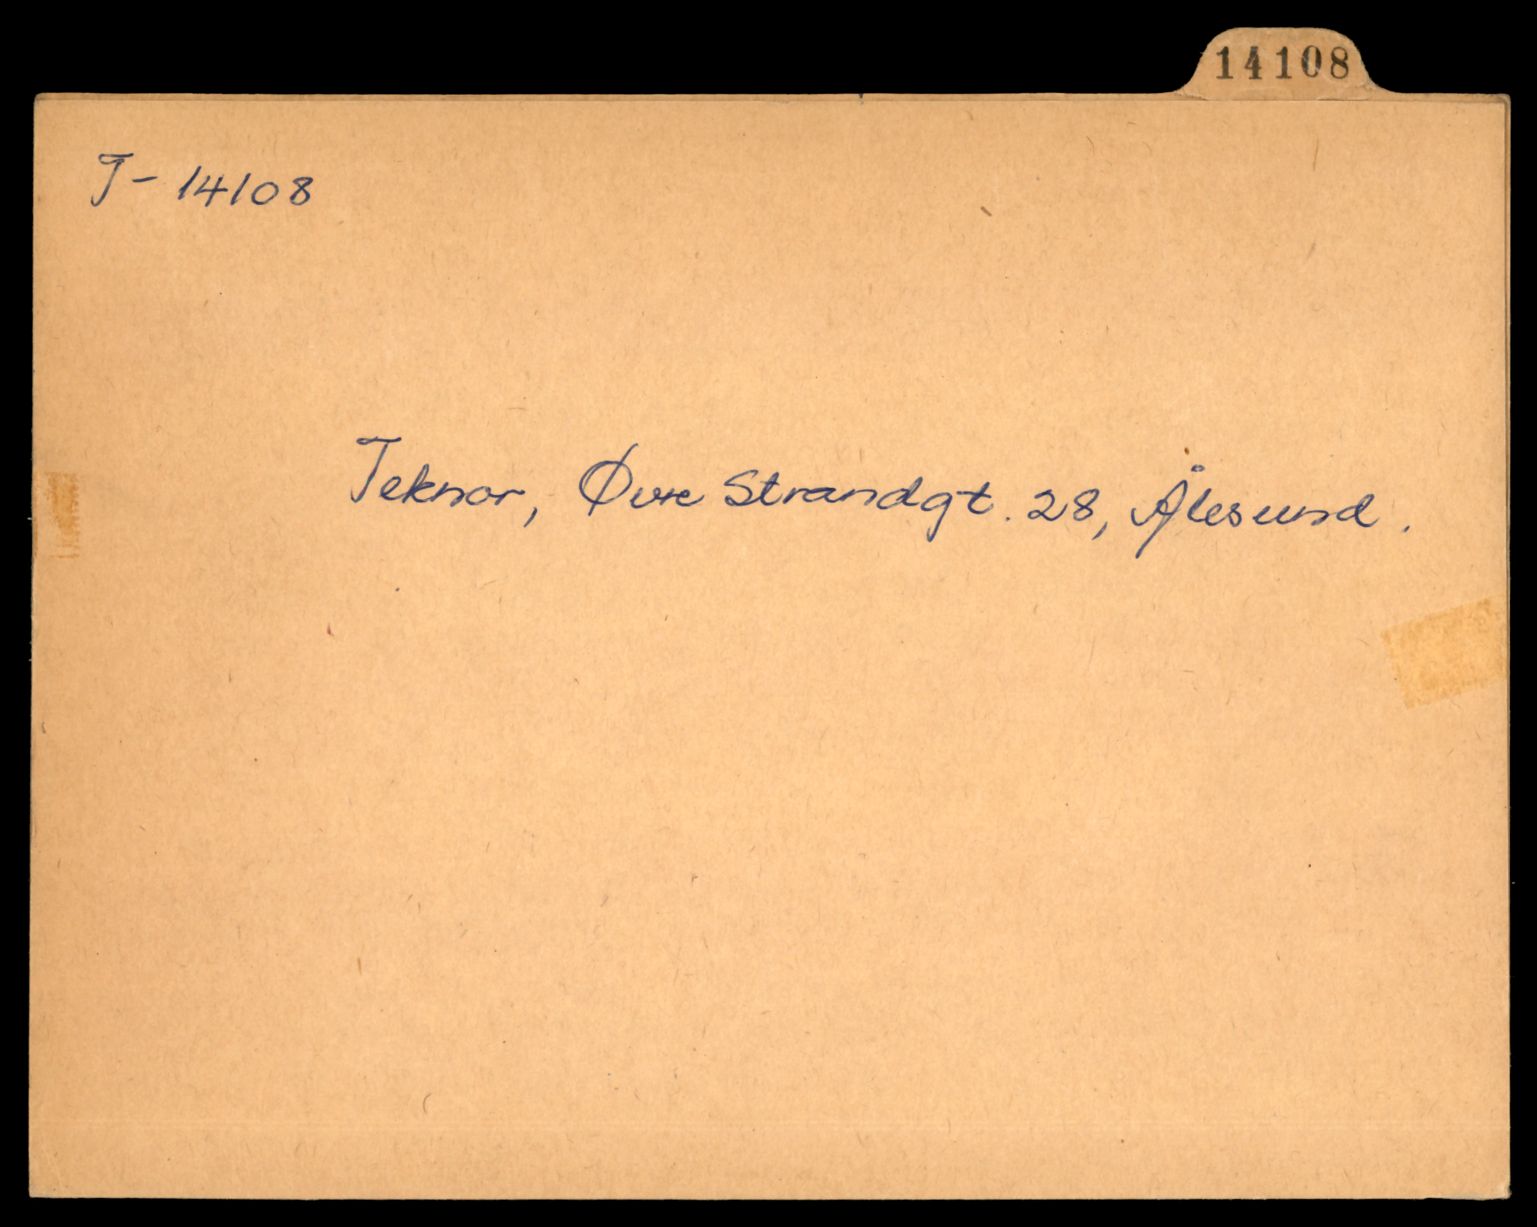 14108
T- 14108
Teknor, Øvre Strandgt. 28, Ålesund.